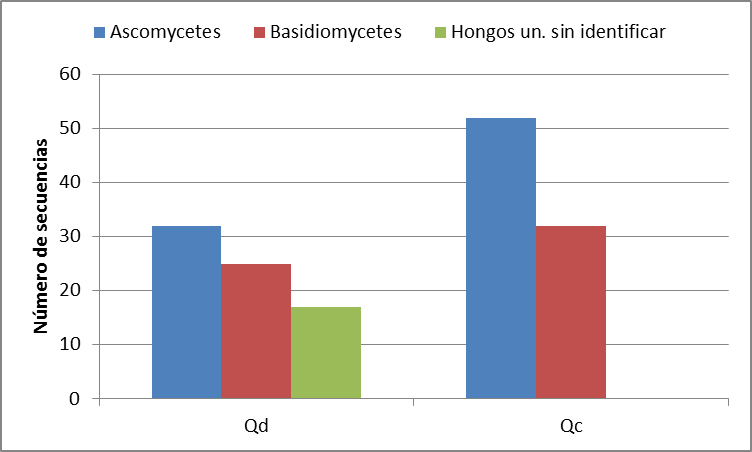 Ascomycetes Basidiomycetes Hongos un. sin identificar
60
50
40
30
20
10
0
Número de secuencias
Qd Qc